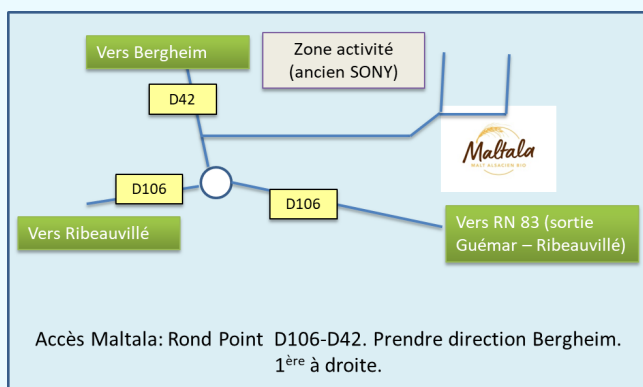 Vers Bergheim
Zone activité
(ancien SONY)
D42
Maltala
MALT ALSACIEN BIO
D106
D106
Vers Ribeauvillé
Vers RN 83 (sortie
Guémar – Ribeauvillé)
Accès Maltala: Rond Point D106-D42. Prendre direction Bergheim.
1ère à droite.